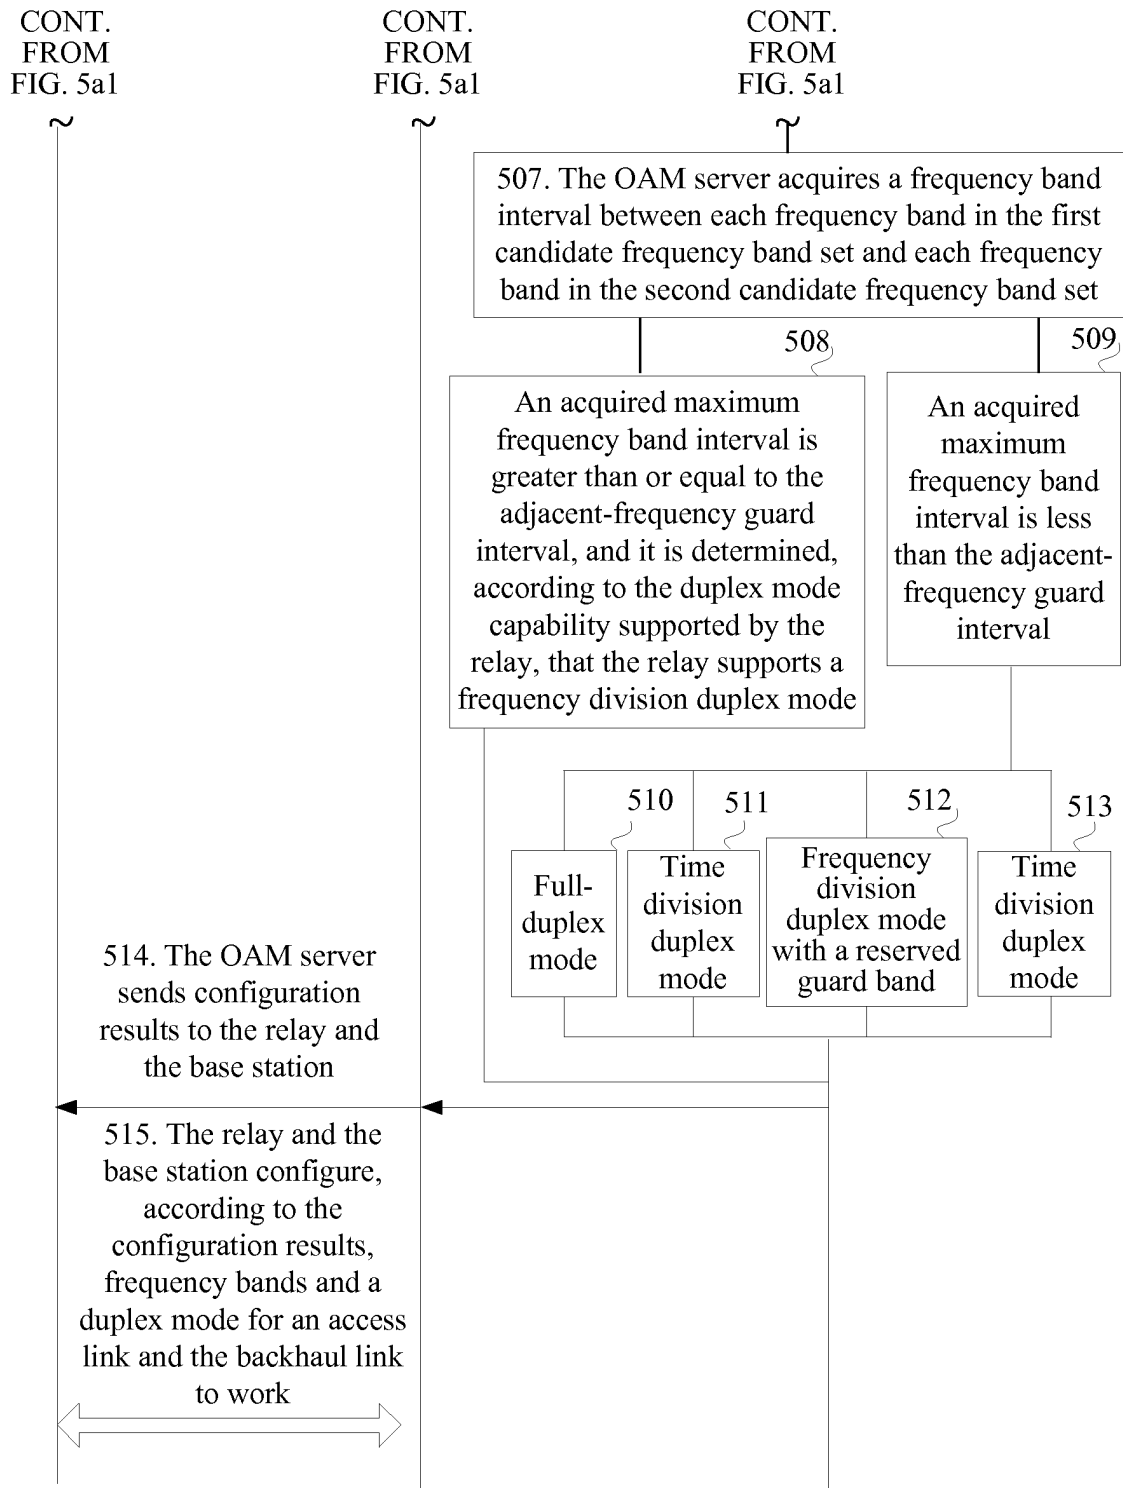 CONT.
FROM
FIG. 5a1
CONT.
FROM
FIG. 5a1
CONT.
FROM
FIG. 5a1
507. The OAM server acquires a frequency band
interval between each frequency band in the first
candidate frequency band set and each frequency
band in the second candidate frequency band set
508
An acquired maximum
frequency band interval is
greater than or equal to the
adjacent-frequency guard
interval, and it is determined,
according to the duplex mode
capability supported by the
relay, that the relay supports a
frequency division duplex mode
509
An acquired
maximum
frequency band
interval is less
than the adjacent-
frequency guard
interval
510
Full-
duplex
mode
511
Time
division
duplex
mode
512
Frequency
division
duplex mode
with a reserved
guard band
513
Time
division
duplex
mode
514. The OAM server
sends configuration
results to the relay and
the base station
515. The relay and the
base station configure,
according to the
configuration results,
frequency bands and a
duplex mode for an access
link and the backhaul link
to work